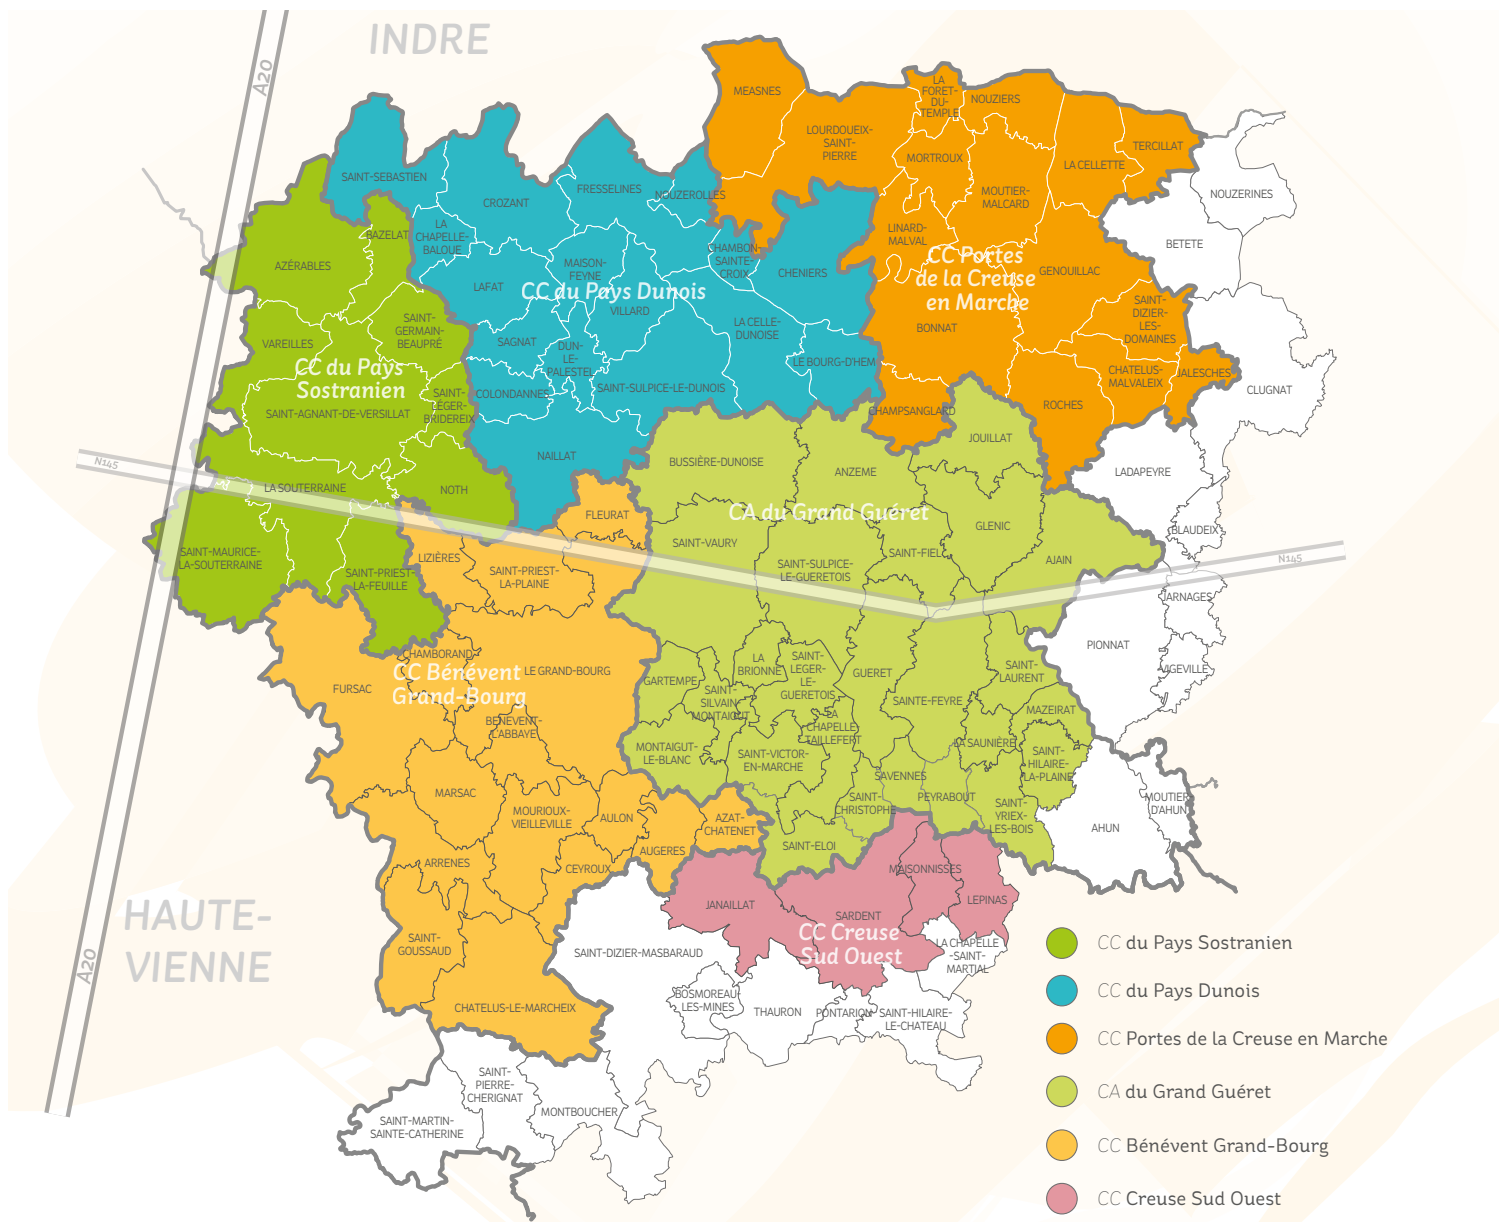 INDRE
A20
MEASNES
LA
FORET-
DU-
TEMPLE
NOUZIERS
LOURDOUEIX-
SAINT-
PIERRE
TERCILLAT
MORTROUX
LA CELLETTE
SAINT-SEBASTIEN
FRESSELINES
NOUZEROLLES
CROZANT
MOUTIER-
MALCARD
NOUZERINES
BAZELAT
LA
CHAPELLE-
BALOUE
LINARD-
MALVAL
BETETE
AZÉRABLES
MAISON-
FEYNE
CHAMBON-
SAINTE-
CROIX
CHENIERS
CC Portes
de la Creuse
en Marche
GENOUILLAC
LAFAT
CC du Pays Dunois
VILLARD
SAINT-
GERMAIN-
BEAUPRÉ
LA CELLE-
DUNOISE
BONNAT
SAINT-
DIZIER-
LES-
DOMAINES
VAREILLES
SAGNAT
DUN-
LE-
PALESTEL
LE BOURG-D'HEM
CC du Pays
Sostranien
CHATELUS-
MALVALEIX
JALESCHES
CLUGNAT
SAINT-AGNANT-DE-VERSILLAT
SAINT-
LÉGER-
BRIDEREIX
COLONDANNES
SAINT-SULPICE-LE-DUNOIS
CHAMPSANGLARD
ROCHES
JOUILLAT
NAILLAT
BUSSIÈRE-DUNOISE
ANZEME
LADAPEYRE
N145
LA SOUTERRAINE
NOTH
FLEURAT
CA du Grand Guéret
GLENIC
BLAUDEIX
SAINT-MAURICE-
LA-SOUTERRAINE
LIZIÈRES
SAINT-VAURY
SAINT-FIEL
AJAIN
N145
SAINT-PRIEST-
LA-FEUILLE
SAINT-PRIEST-
LA-PLAINE
SAINT-SULPICE-
LE-GUERETOIS
JARNAGES
CHAMBORAND
PIONNAT
CC Bénévent
Grand-Bourg
LE GRAND-BOURG
FURSAC
GARTEMPE
LA
BRIONNE
SAINT-
LEGER-
LE-
GUERETOIS
GUERET
SAINT-
LAURENT
VIGEVILLE
SAINT-
SILVAIN-
MONTAIGUT
SAINTE-FEYRE
MAZEIRAT
BENEVENT-
L'ABBAYE
LA
CHAPELLE-
TAILLEFERT
MONTAIGUT-
LE-BLANC
SAINT-VICTOR-
EN-MARCHE
LA SAUNIÈRE
SAINT-
HILAIRE-
LA-PLAINE
MARSAC
SAVENNES
PEYRABOUT
MOURIOUX-
VIEILLEVILLE
AULON
AZAT-
CHATENET
SAINT-
CHRISTOPHE
SAINT-
YRIEX-
LES-BOIS
AHUN
MOUTIER
D'AHUN
ARRENES
CEYROUX
AUGERES
SAINT-ELOI
MAISONNISSES
JANAILLAT
SARDENT
LEPINAS
HAUTE-
VIENNE
A20
SAINT-
GOUSSAUD
SAINT-DIZIER-MASBARAUD
CC Creuse
Sud Ouest
LA CHAPELLE
-SAINT-
MARTIAL
CHATELUS-LE-MARCHEIX
BOSMOREAU-
LES-MINES
THAURON
PONTARION
SAINT-HILAIRE-
LE-CHATEAU
SAINT-
PIERRE-
CHERIGNAT
MONTBOUCHER
SAINT-MARTIN-
SAINTE-CATHERINE
CC du Pays Sostranien
CC du Pays Dunois
CC Portes de la Creuse en Marche
CA du Grand Guéret
CC Bénévent Grand-Bourg
CC Creuse Sud Ouest